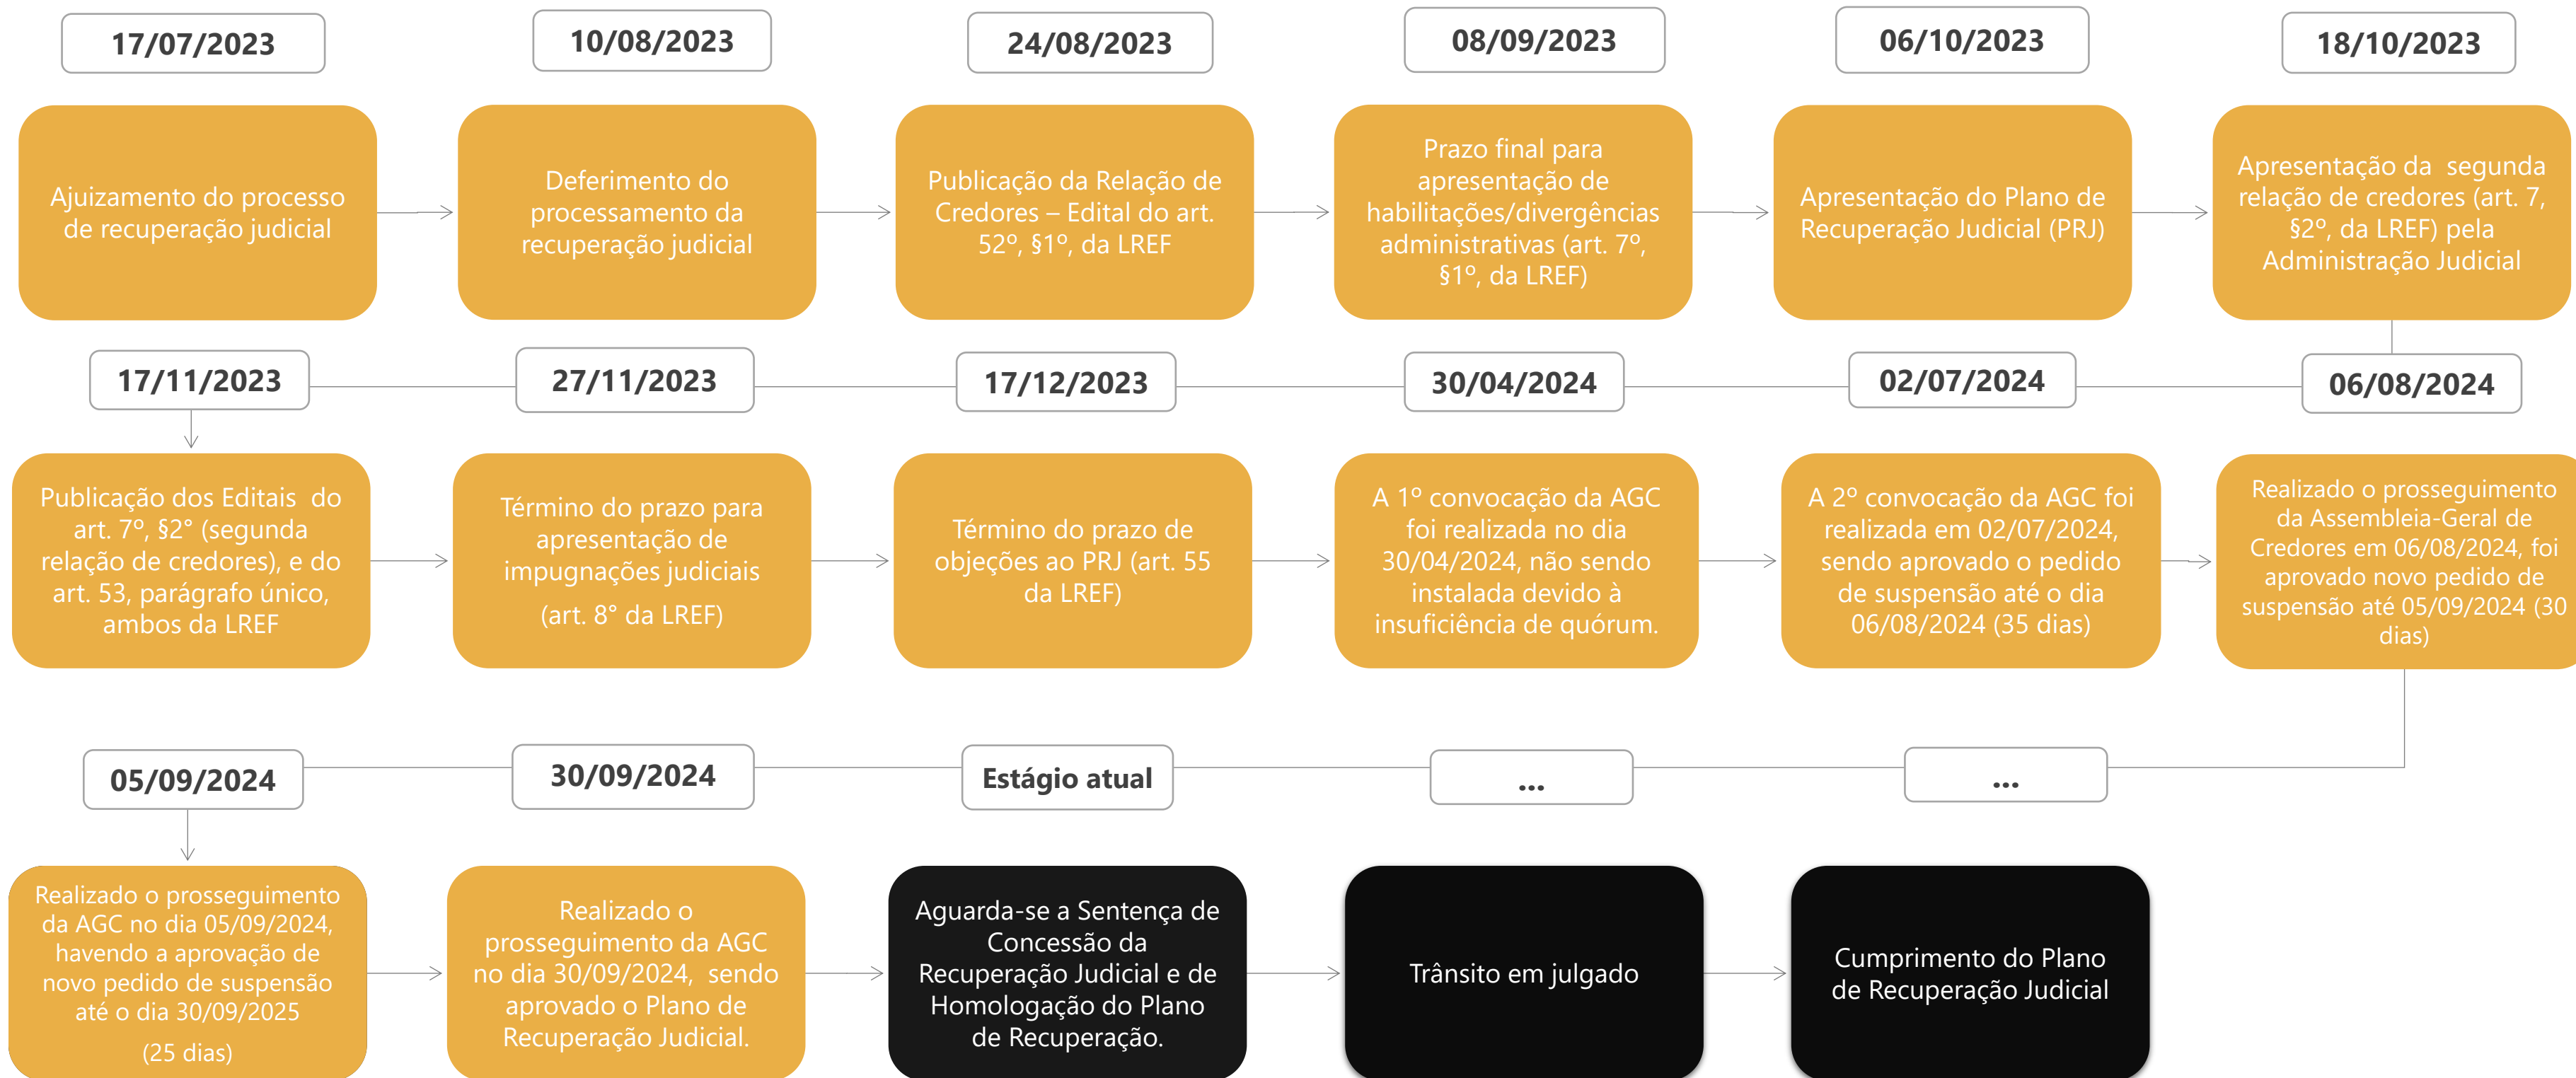 17/07/2023
10/08/2023
24/08/2023
08/09/2023
06/10/2023
18/10/2023
Ajuizamento do processo
de recuperação judicial
Deferimento do
processamento da
recuperação judicial
Publicação da Relação de
Credores – Edital do art.
52º, §1º, da LREF
Prazo final para
apresentação de
habilitações/divergências
administrativas (art. 7º,
§1º, da LREF)
Apresentação do Plano de
Recuperação Judicial (PRJ)
Apresentação da segunda
relação de credores (art. 7,
§2º, da LREF) pela
Administração Judicial
17/11/2023
27/11/2023
17/12/2023
30/04/2024
02/07/2024
06/08/2024
Publicação dos Editais do
art. 7º, §2° (segunda
relação de credores), e do
art. 53, parágrafo único,
ambos da LREF
Término do prazo para
apresentação de
impugnações judiciais
(art. 8° da LREF)
Término do prazo de
objeções ao PRJ (art. 55
da LREF)
A 1º convocação da AGC
foi realizada no dia
30/04/2024, não sendo
instalada devido à
insuficiência de quórum.
A 2º convocação da AGC foi
realizada em 02/07/2024,
sendo aprovado o pedido
de suspensão até o dia
06/08/2024 (35 dias)
Realizado o prosseguimento
da Assembleia-Geral de
Credores em 06/08/2024, foi
aprovado novo pedido de
suspensão até 05/09/2024 (30
dias)
05/09/2024
30/09/2024
Estágio atual
...
...
Realizado o prosseguimento
da AGC no dia 05/09/2024,
havendo a aprovação de
novo pedido de suspensão
até o dia 30/09/2025
(25 dias)
Realizado o
prosseguimento da AGC
no dia 30/09/2024, sendo
aprovado o Plano de
Recuperação Judicial.
Aguarda-se a Sentença de
Concessão da
Recuperação Judicial e de
Homologação do Plano
de Recuperação.
Trânsito em julgado
Cumprimento do Plano
de Recuperação Judicial